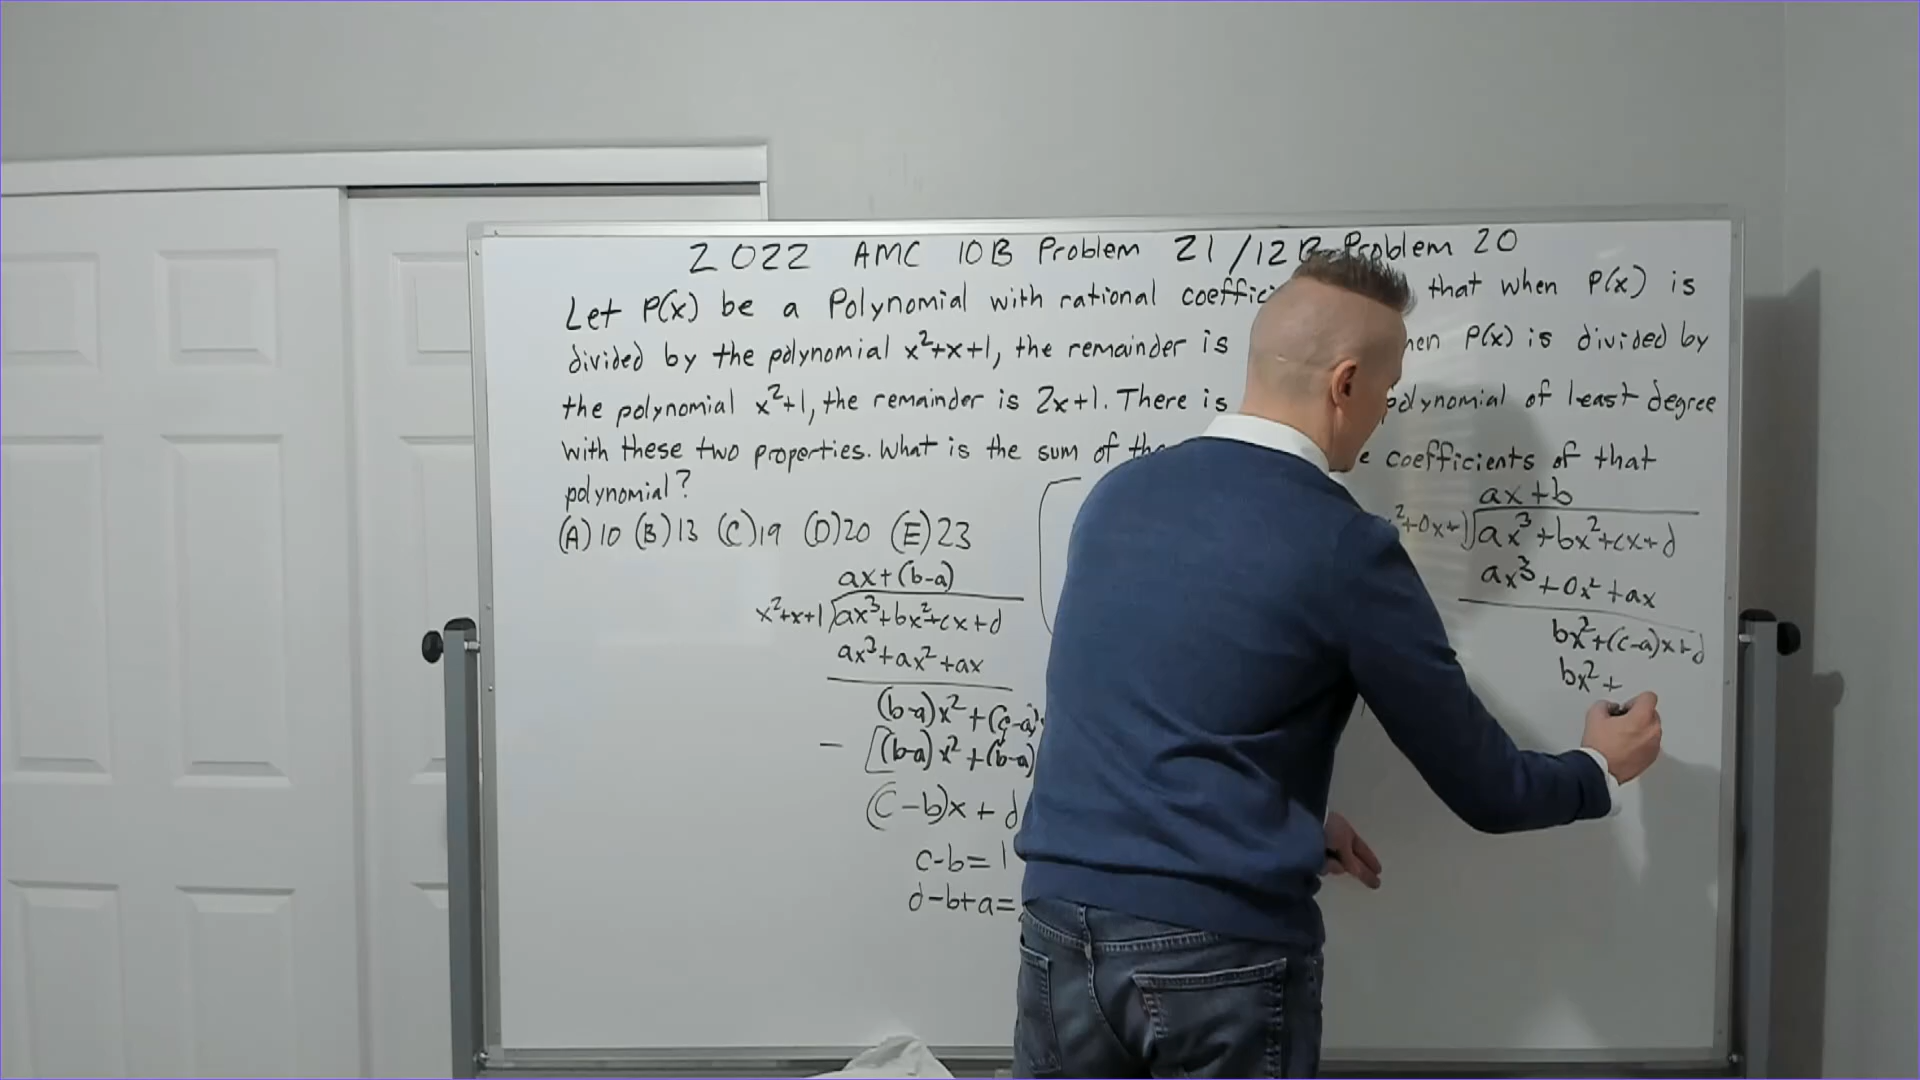 2022 AMC 10B Problem 21/12B Problem 20
Let P(x) be a Polynomial with rational that when P(x) is
divided by the polynomial x²+x+1, the remainder is P(x) is divided by
the polynomial x²+1, the remainder is 2x+1. There is polynomial of least degree
with these two properties. What is the sum of coefficients of that
polynomial?
(A) 10 (B) 13 (C) 19 (D) 20 (E) 23
ax+(b-a)
x²+x+1)ax³+bx²+cx+d
ax³+ax²+ax
(b-a)x²+(c-a)
- [(b-a)x²+(b-a)
(c-b)x+d
c-b=1
d-b+a=
ax+b
²+0x+1)ax³+bx²+cx+d
ax³+0x²+ax
bx²+(c-a)x+d
bx²+